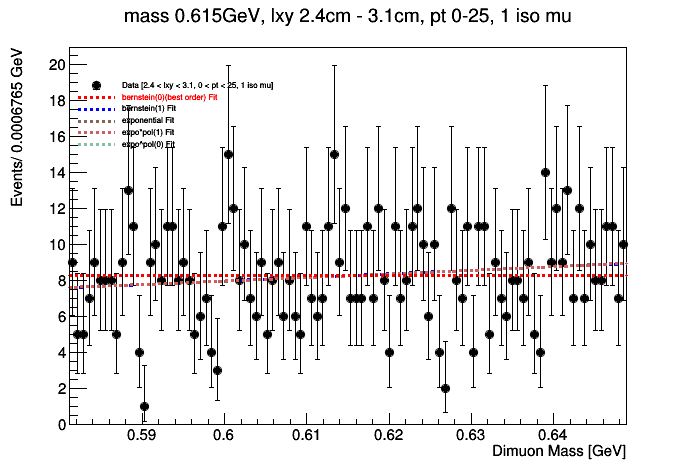 mass 0.615GeV, lxy 2.4cm - 3.1cm, pt 0-25, 1 iso mu
Events/ 0.0006765 GeV
20
18
16
14
12
10
8
6
4
2
0
Data [2.4 < lxy < 3.1, 0 < pt < 25, 1 iso mu]
bernstein(0)(best order) Fit
bernstein(1) Fit
exponential Fit
expo*pol(1) Fit
expo*pol(0) Fit
0.59 0.6 0.61 0.62 0.63 0.64
Dimuon Mass [GeV]